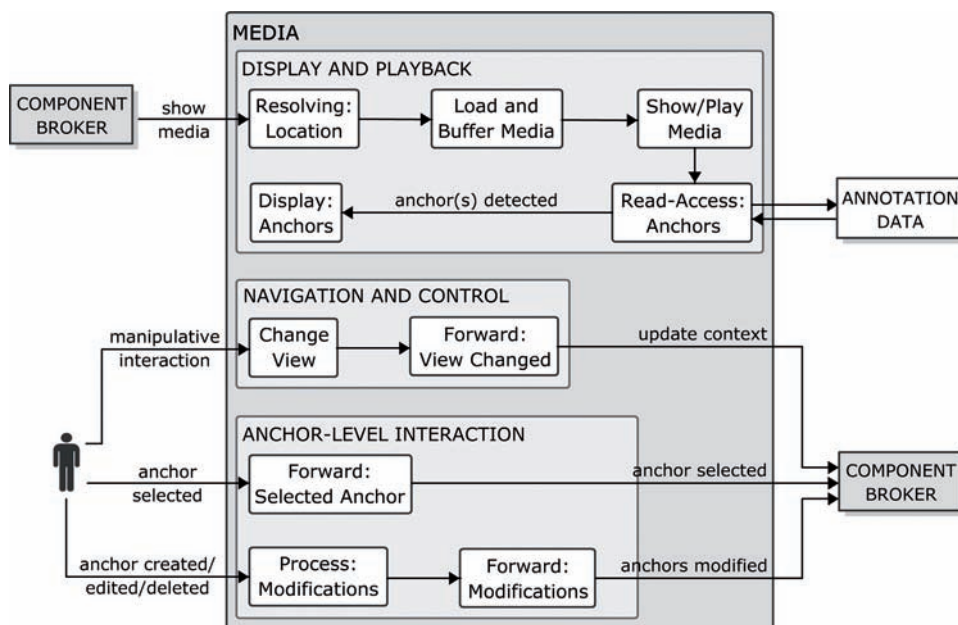 MEDIA
DISPLAY AND PLAYBACK
COMPONENT
BROKER
show
media
Resolving:
Location
Load and
Buffer Media
Show/Play
Media
Display:
Anchors
anchor(s) detected
Read-Access:
Anchors
ANNOTATION
DATA
NAVIGATION AND CONTROL
manipulative
interaction
Change
View
Forward:
View Changed
update context
ANCHOR-LEVEL INTERACTION
anchor
selected
Forward:
Selected Anchor
anchor selected
COMPONENT
BROKER
anchor created/
edited/deleted
Process:
Modifications
Forward:
Modifications
anchors modified